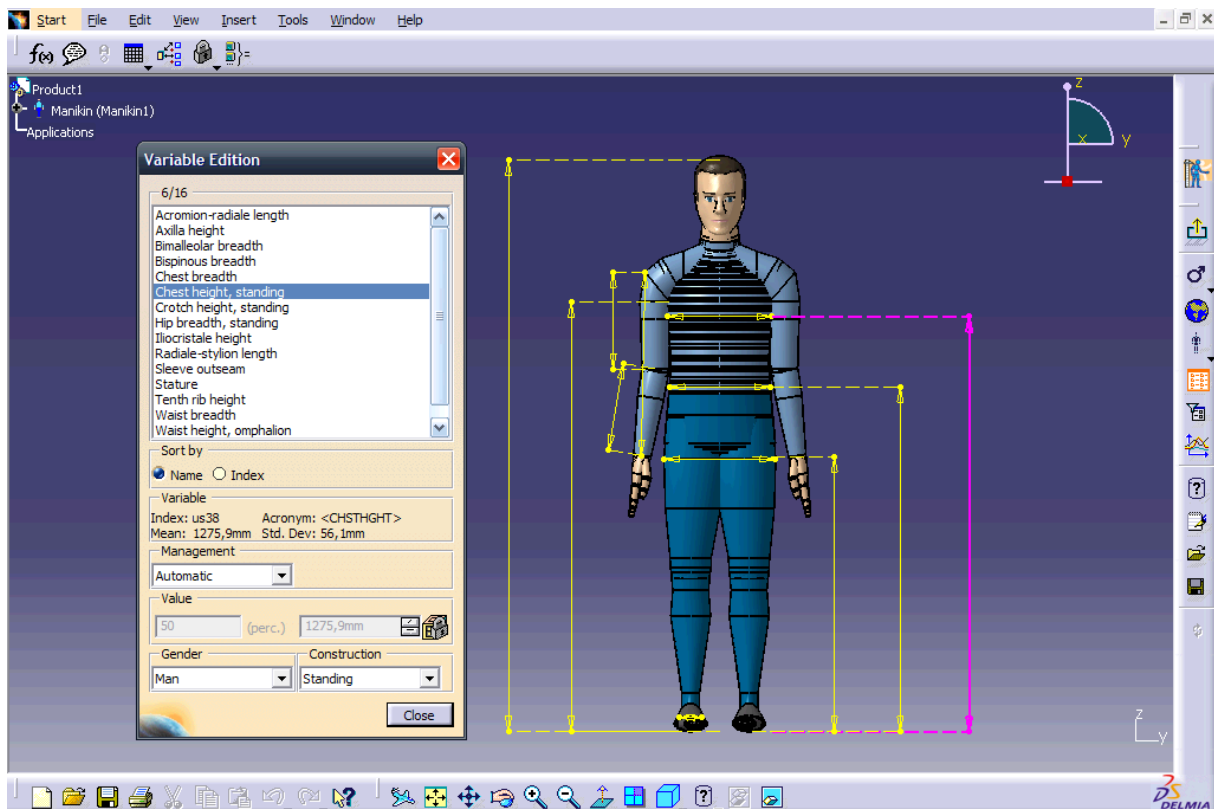 Start File Edit View Insert Tools Window Help
f(x)
Product1
Manikin (Manikin1)
Applications
z
x
y
Variable Edition
6/16
Acromion-radiale length
Axilla height
Bimalleolar breadth
Bispinous breadth
Chest breadth
Chest height, standing
Crotch height, standing
Hip breadth, standing
Iliocristale height
Radiale-stylion length
Sleeve outseam
Stature
Tenth rib height
Waist breadth
Waist height, omphalion
Sort by
Name Index
Variable
Index: us38 Acronym: <CHSTHGHT>
Mean: 1275,9mm Std. Dev: 56,1mm
Management
Automatic
Value
50 (perc.) 1275,9mm
Gender Construction
Man Standing
Close
z
y
DELMIA